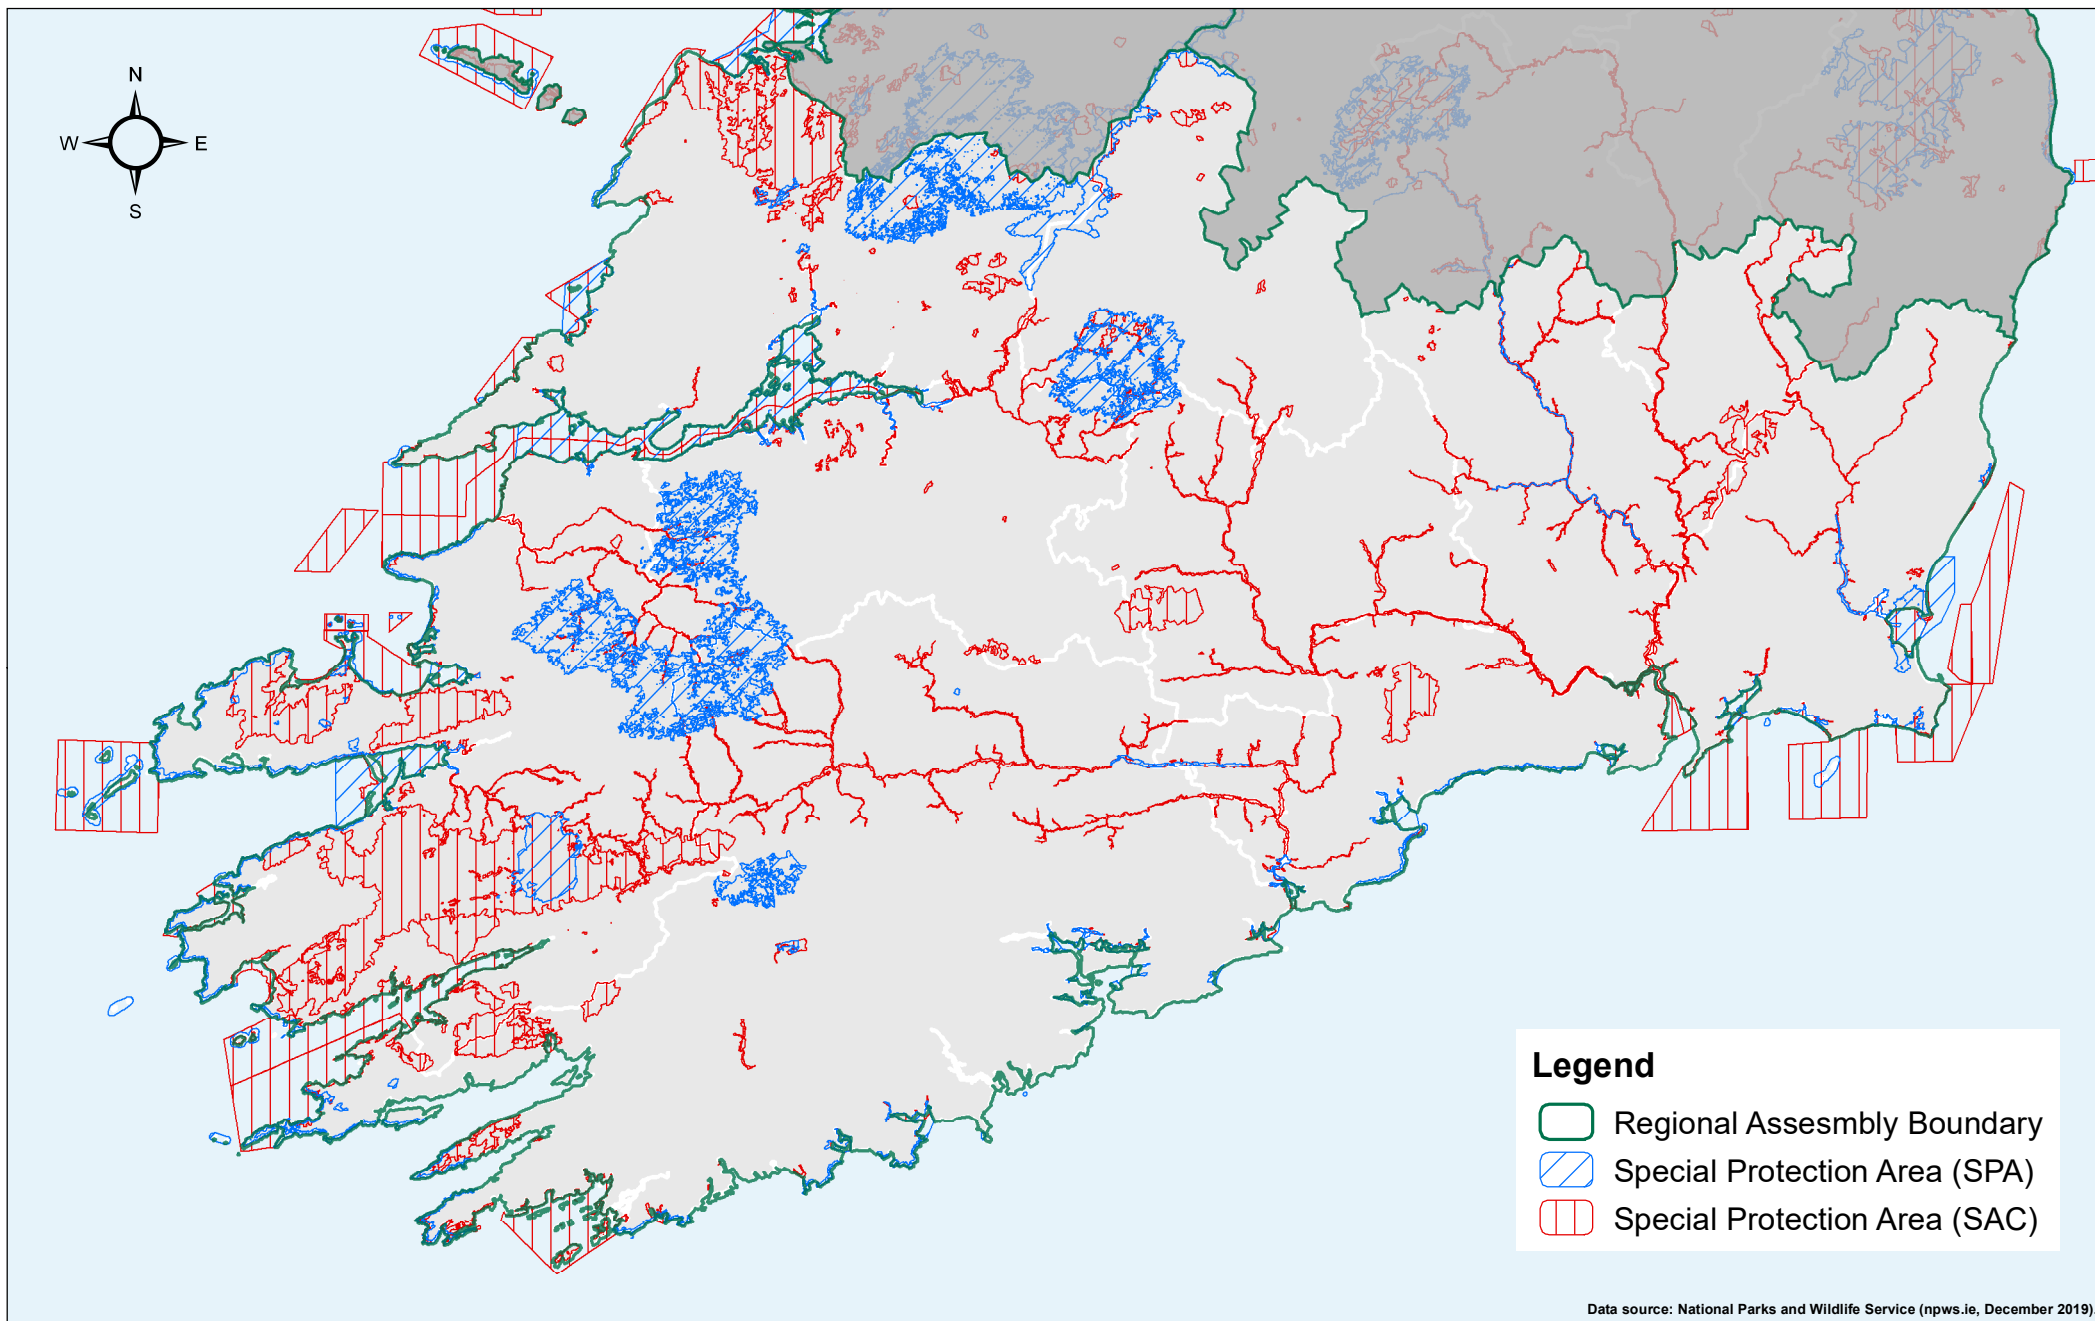 N
W E
S
Legend
Regional Assesmbly Boundary
Special Protection Area (SPA)
Special Protection Area (SAC)
Data source: National Parks and Wildlife Service (npws.ie, December 2019).